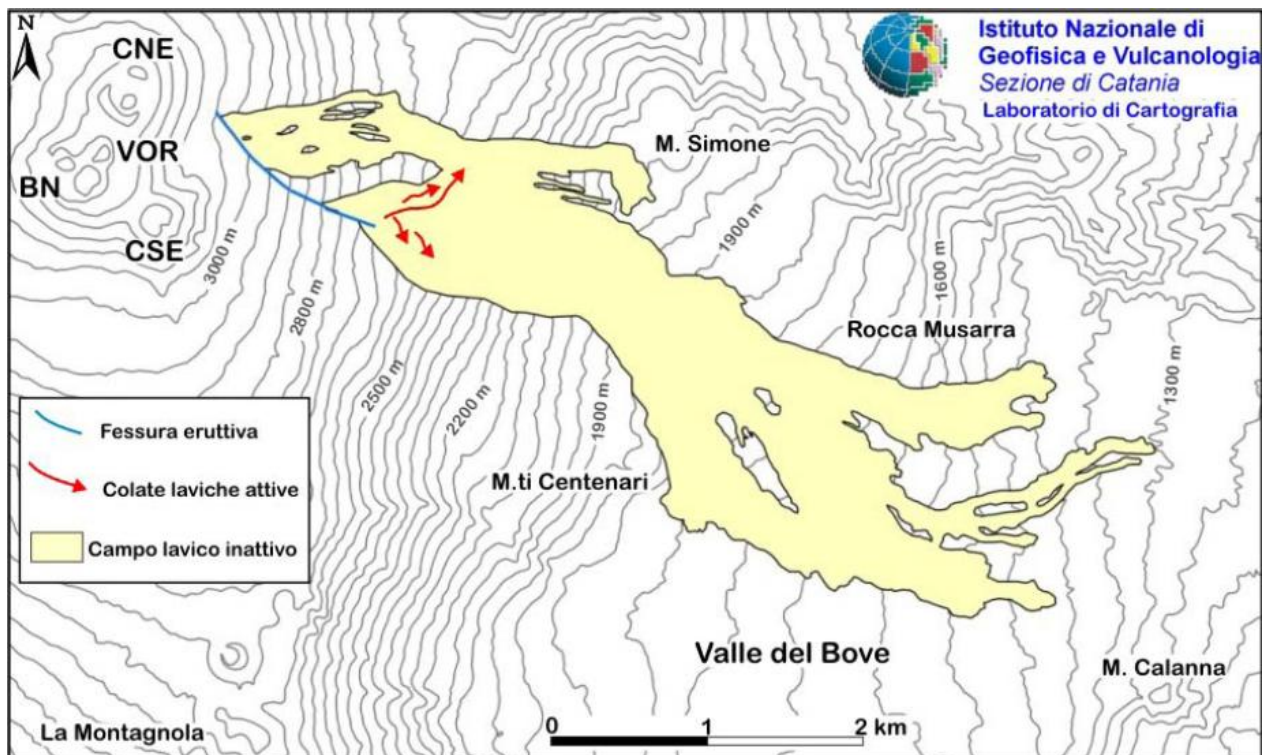 N
CNE
Istituto Nazionale di
Geofisica e Vulcanologia
Sezione di Catania
Laboratorio di Cartografia
VOR
M. Simone
BN
CSE
3000 m
1900 m
2800 m
1600 m
Rocca Musarra
2500 m
2200 m
1900 m
1300 m
Fessura eruttiva
M.ti Centenari
Colate laviche attive
Campo lavico inattivo
Valle del Bove
M. Calanna
La Montagnola
0 1 2 km